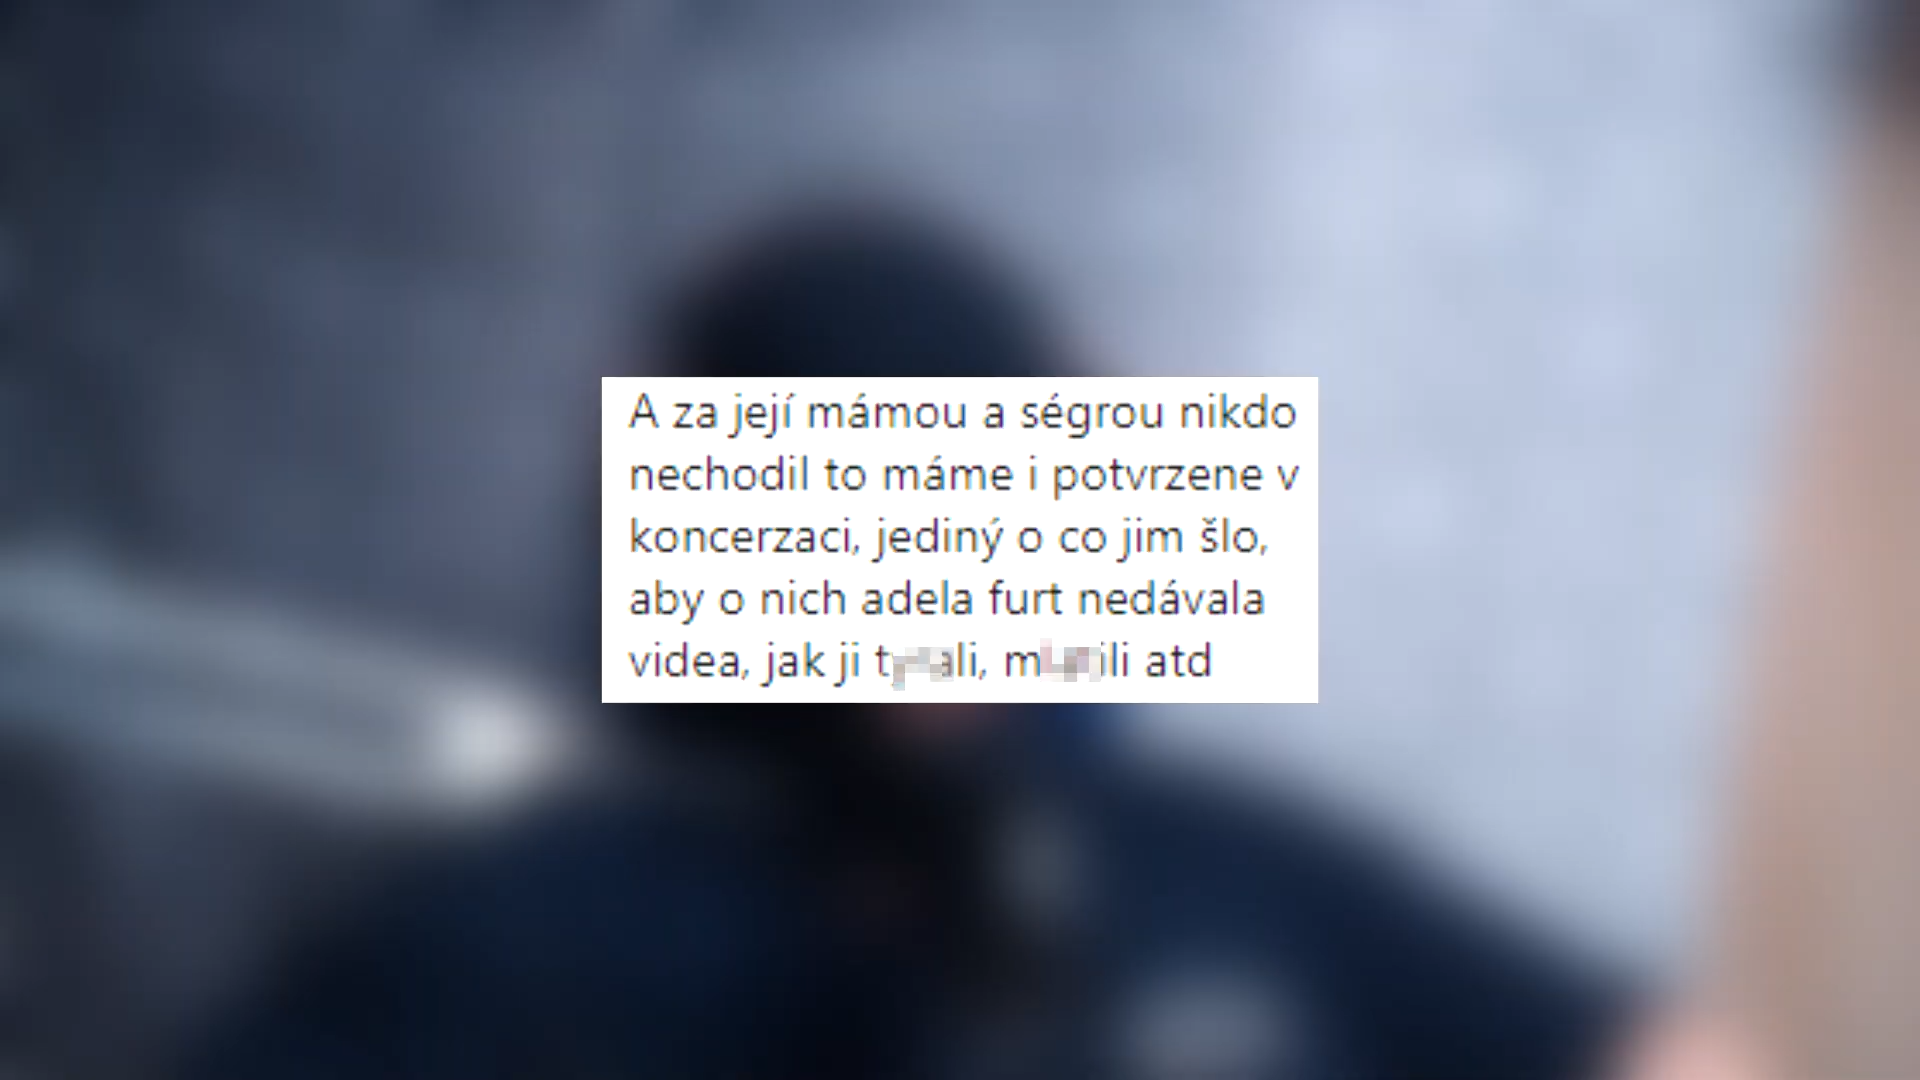 A za její mámou a ségrou nikdo
nechodil to máme i potvrzene v
koncerzaci, jediný o co jim šlo,
aby o nich adela furt nedávala
videa, jak ji atd